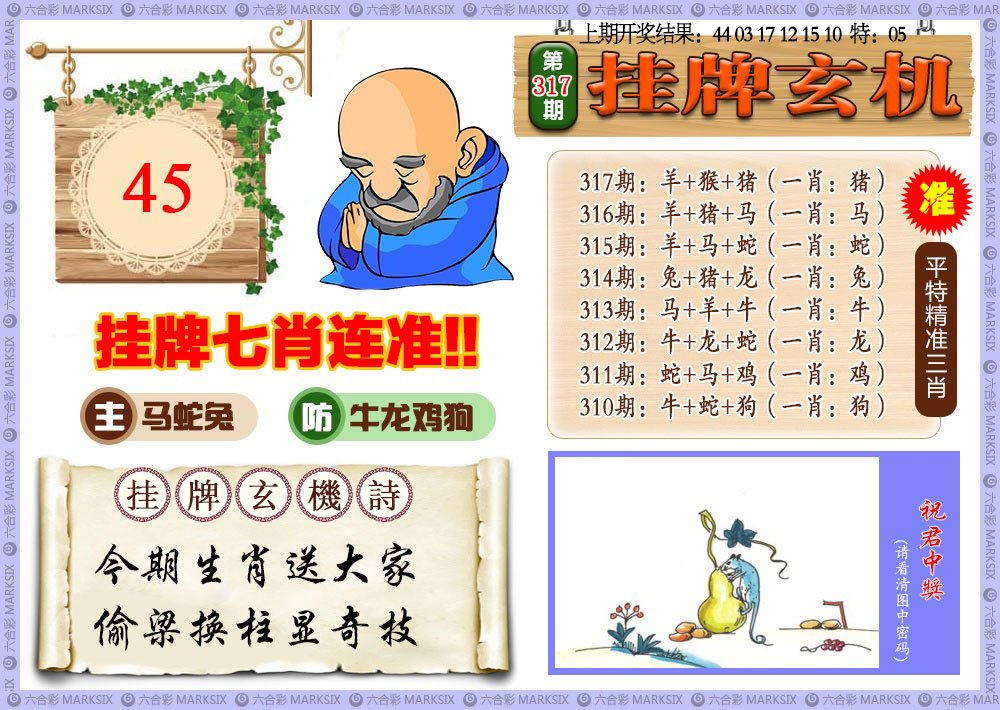 六合彩 MARKSIX
上期开奖结果：44 03 17 12 15 10 特：05
第317期
挂牌玄机
45
挂牌七肖连准!!
主 马蛇兔
防 牛龙鸡狗
挂牌玄機詩
今期生肖送大家
偷梁换柱显奇技
317期：羊+猴+猪（一肖：猪）
316期：羊+猪+马（一肖：马）
315期：羊+马+蛇（一肖：蛇）
314期：兔+猪+龙（一肖：兔）
313期：马+羊+牛（一肖：牛）
312期：牛+龙+蛇（一肖：龙）
311期：蛇+马+鸡（一肖：鸡）
310期：牛+蛇+狗（一肖：狗）
准
平特精准三肖
祝君中奖
（请看清图中密码）